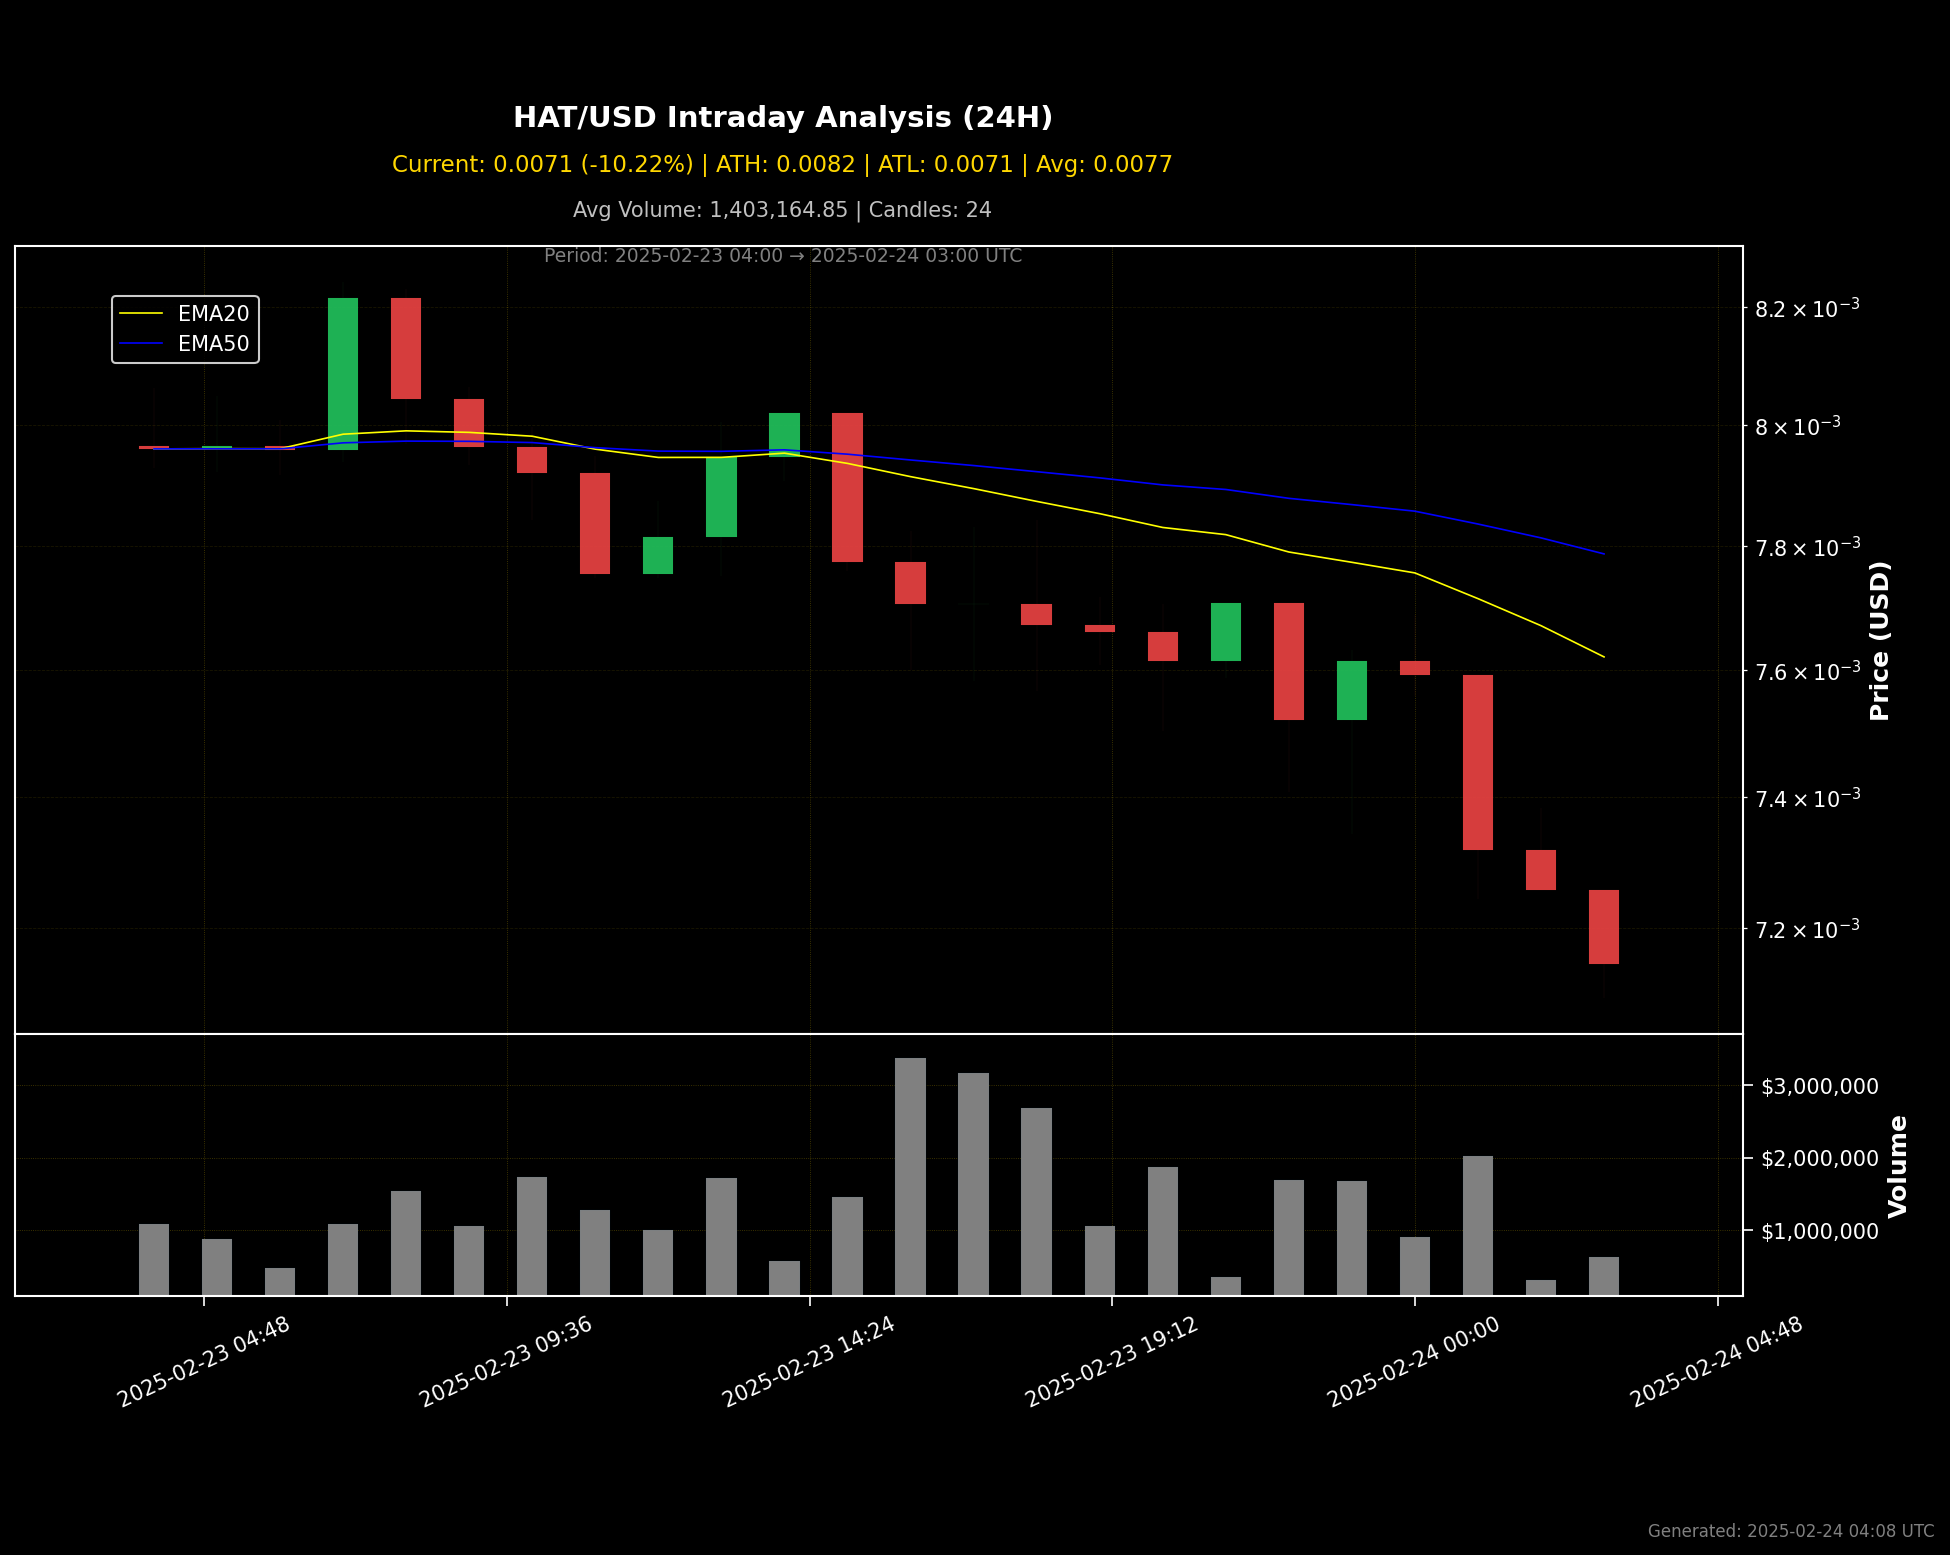 HAT/USD Intraday Analysis (24H)
Current: 0.0071 (-10.22%) | ATH: 0.0082 | ATL: 0.0071 | Avg: 0.0077
Avg Volume: 1,403,164.85 | Candles: 24
Period: 2025-02-23 04:00 → 2025-02-24 03:00 UTC
EMA20
EMA50
8.2 × 10⁻³
8 × 10⁻³
7.8 × 10⁻³
7.6 × 10⁻³
7.4 × 10⁻³
7.2 × 10⁻³
Price (USD)
$3,000,000
$2,000,000
$1,000,000
Volume
2025-02-23 04:48
2025-02-23 09:36
2025-02-23 14:24
2025-02-23 19:12
2025-02-24 00:00
2025-02-24 04:48
Generated: 2025-02-24 04:08 UTC